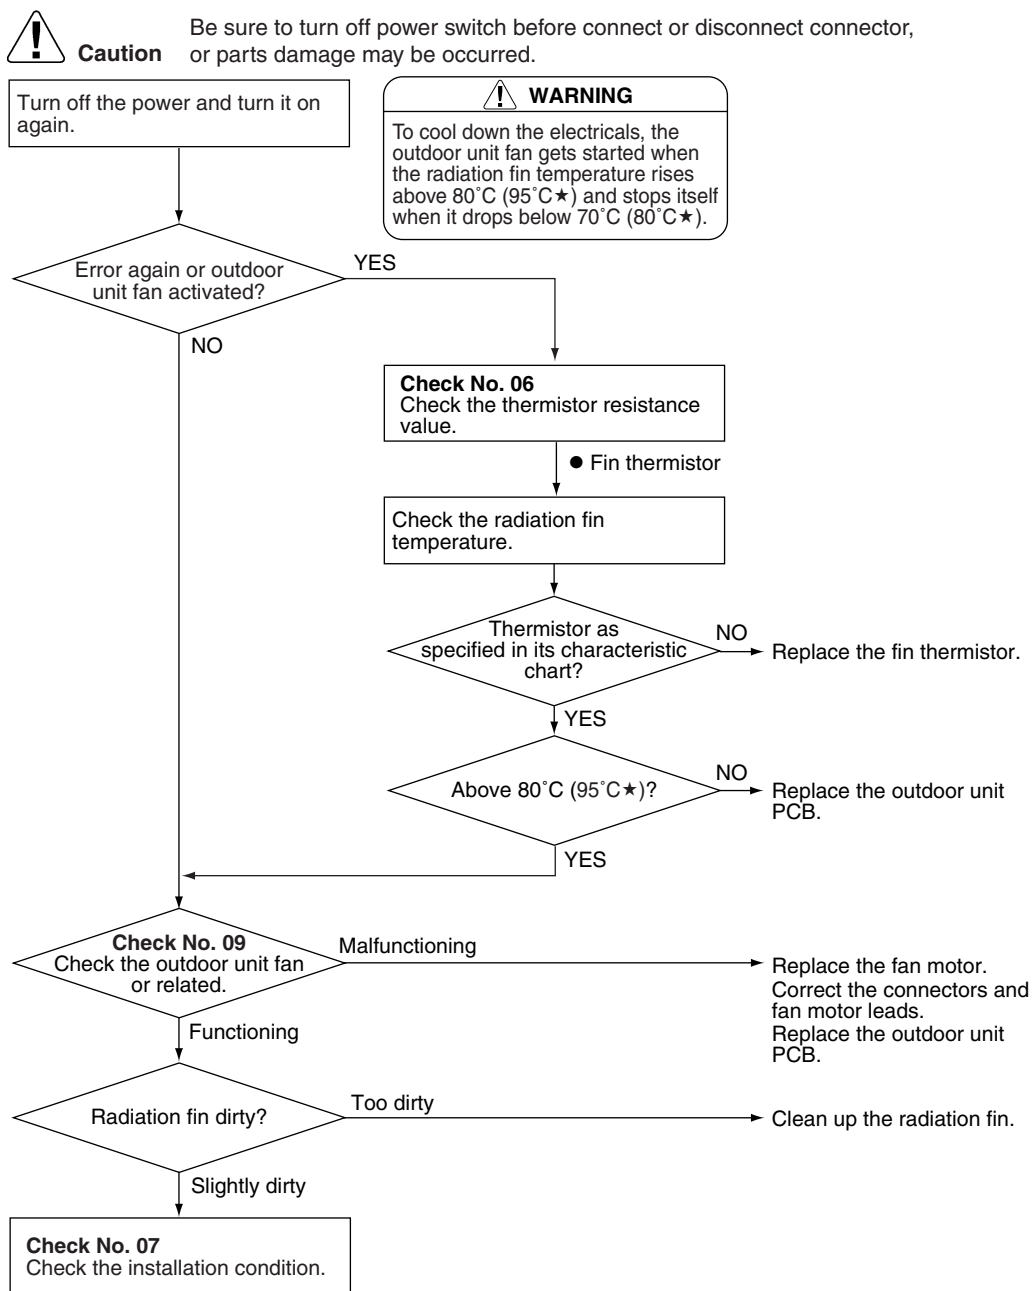 Be sure to turn off power switch before connect or disconnect connector,
Caution or parts damage may be occurred.
Turn off the power and turn it on
again.
WARNING
To cool down the electricals, the
outdoor unit fan gets started when
the radiation fin temperature rises
above 80˚C (95˚C★) and stops itself
when it drops below 70˚C (80˚C★).
Error again or outdoor
unit fan activated?
YES
NO
Check No. 06
Check the thermistor resistance
value.
● Fin thermistor
Check the radiation fin
temperature.
Thermistor as
specified in its characteristic
chart?
NO
Replace the fin thermistor.
YES
Above 80˚C (95˚C★)?
NO
Replace the outdoor unit
PCB.
YES
Check No. 09
Check the outdoor unit fan
or related.
Malfunctioning
Replace the fan motor.
Correct the connectors and
fan motor leads.
Replace the outdoor unit
PCB.
Functioning
Radiation fin dirty?
Too dirty
Clean up the radiation fin.
Slightly dirty
Check No. 07
Check the installation condition.